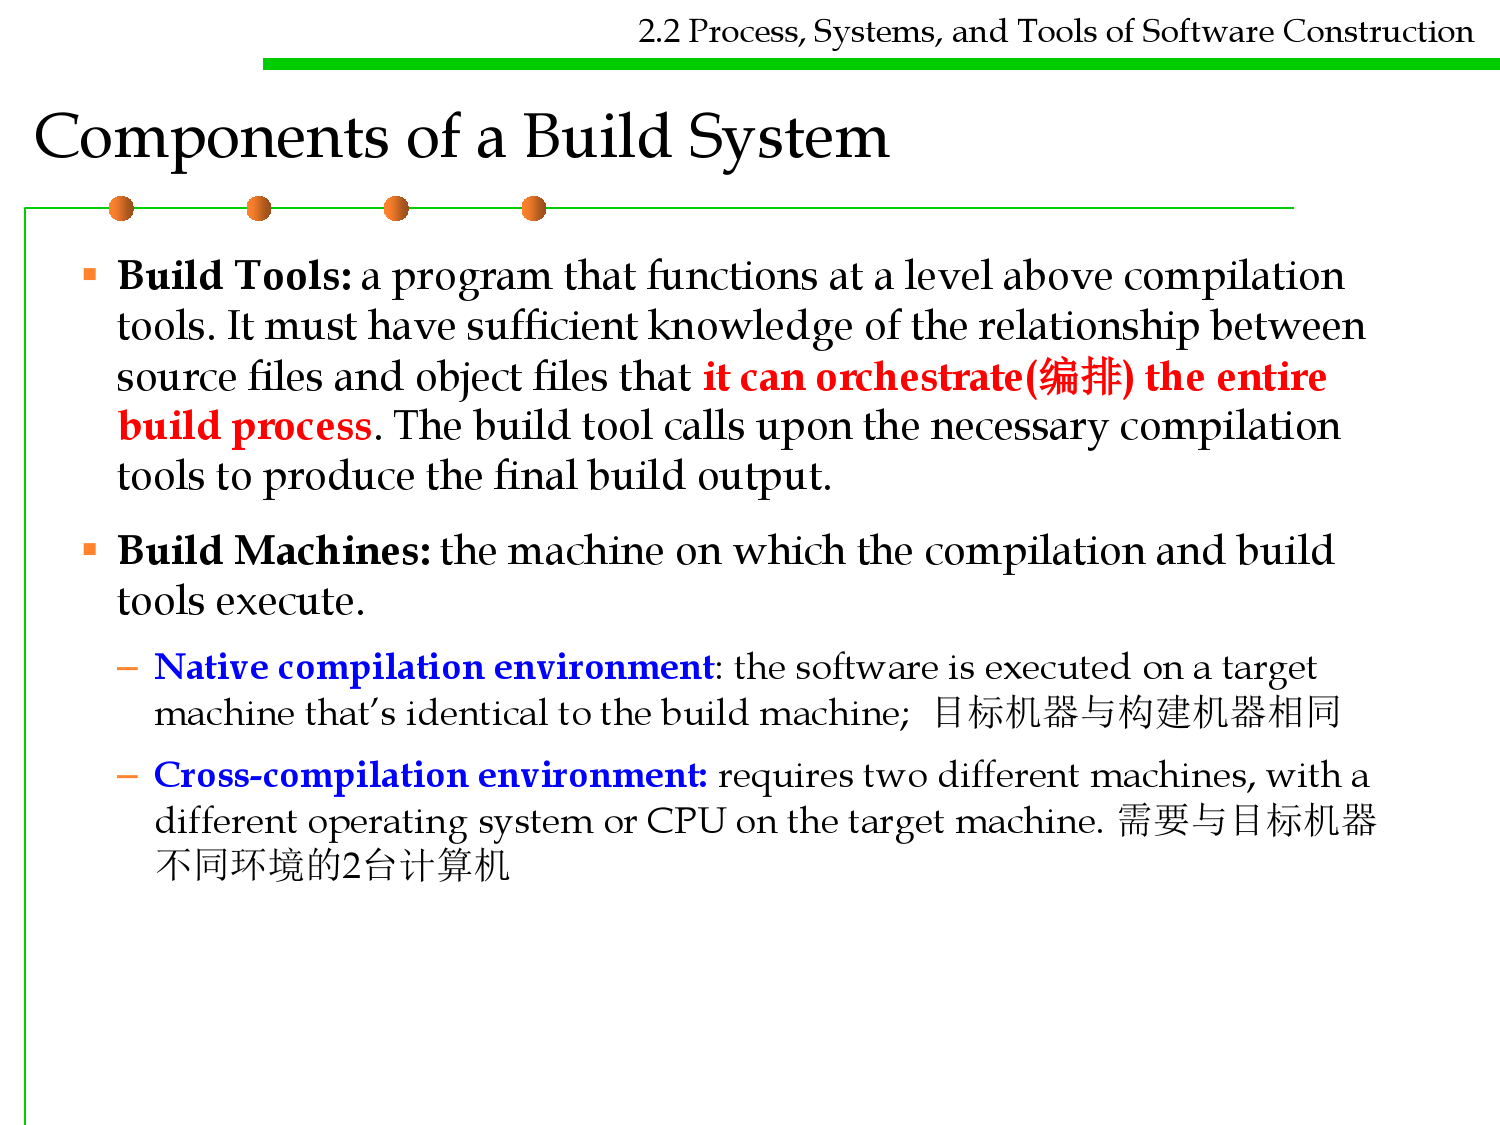 2.2 Process, Systems, and Tools of Software Construction
Components of a Build System
▪ Build Tools: a program that functions at a level above compilation
tools. It must have sufficient knowledge of the relationship between
source files and object files that it can orchestrate(编排) the entire
build process. The build tool calls upon the necessary compilation
tools to produce the final build output.
▪ Build Machines: the machine on which the compilation and build
tools execute.
– Native compilation environment: the software is executed on a target
machine that’s identical to the build machine; 目标机器与构建机器相同
– Cross-compilation environment: requires two different machines, with a
different operating system or CPU on the target machine. 需要与目标机器
不同环境的2台计算机